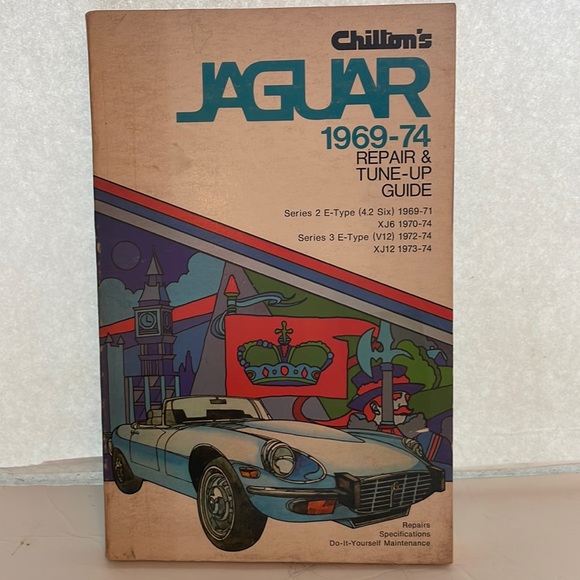 Chilton's
JAGUAR
1969-74
REPAIR &
TUNE-UP
GUIDE
Series 2 E-Type (4.2 Six) 1969-71
XJ6 1970-74
Series 3 E-Type (V12) 1972-74
XJ12 1973-74
Repairs
Specifications
Do-It-Yourself Maintenance